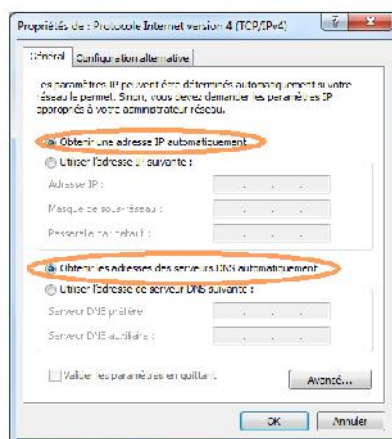 Propriétés de : Protocole Internet version 4 (TCP/IPv4)
Général
Configuration alternative
Les paramètres IP peuvent être déterminés automatiquement si votre
réseau le permet. Sinon, vous devez demander les paramètres IP
appropriés à votre administrateur réseau.
Obtenir une adresse IP automatiquement
Utiliser l'adresse IP suivante :
Adresse IP :
Masque de sous-réseau :
Passerelle par défaut :
Obtenir les adresses des serveurs DNS automatiquement
Utiliser l'adresse de serveur DNS suivante :
Serveur DNS préféré :
Serveur DNS auxiliaire :
Valider les paramètres en quittant
Avancé...
OK
Annuler